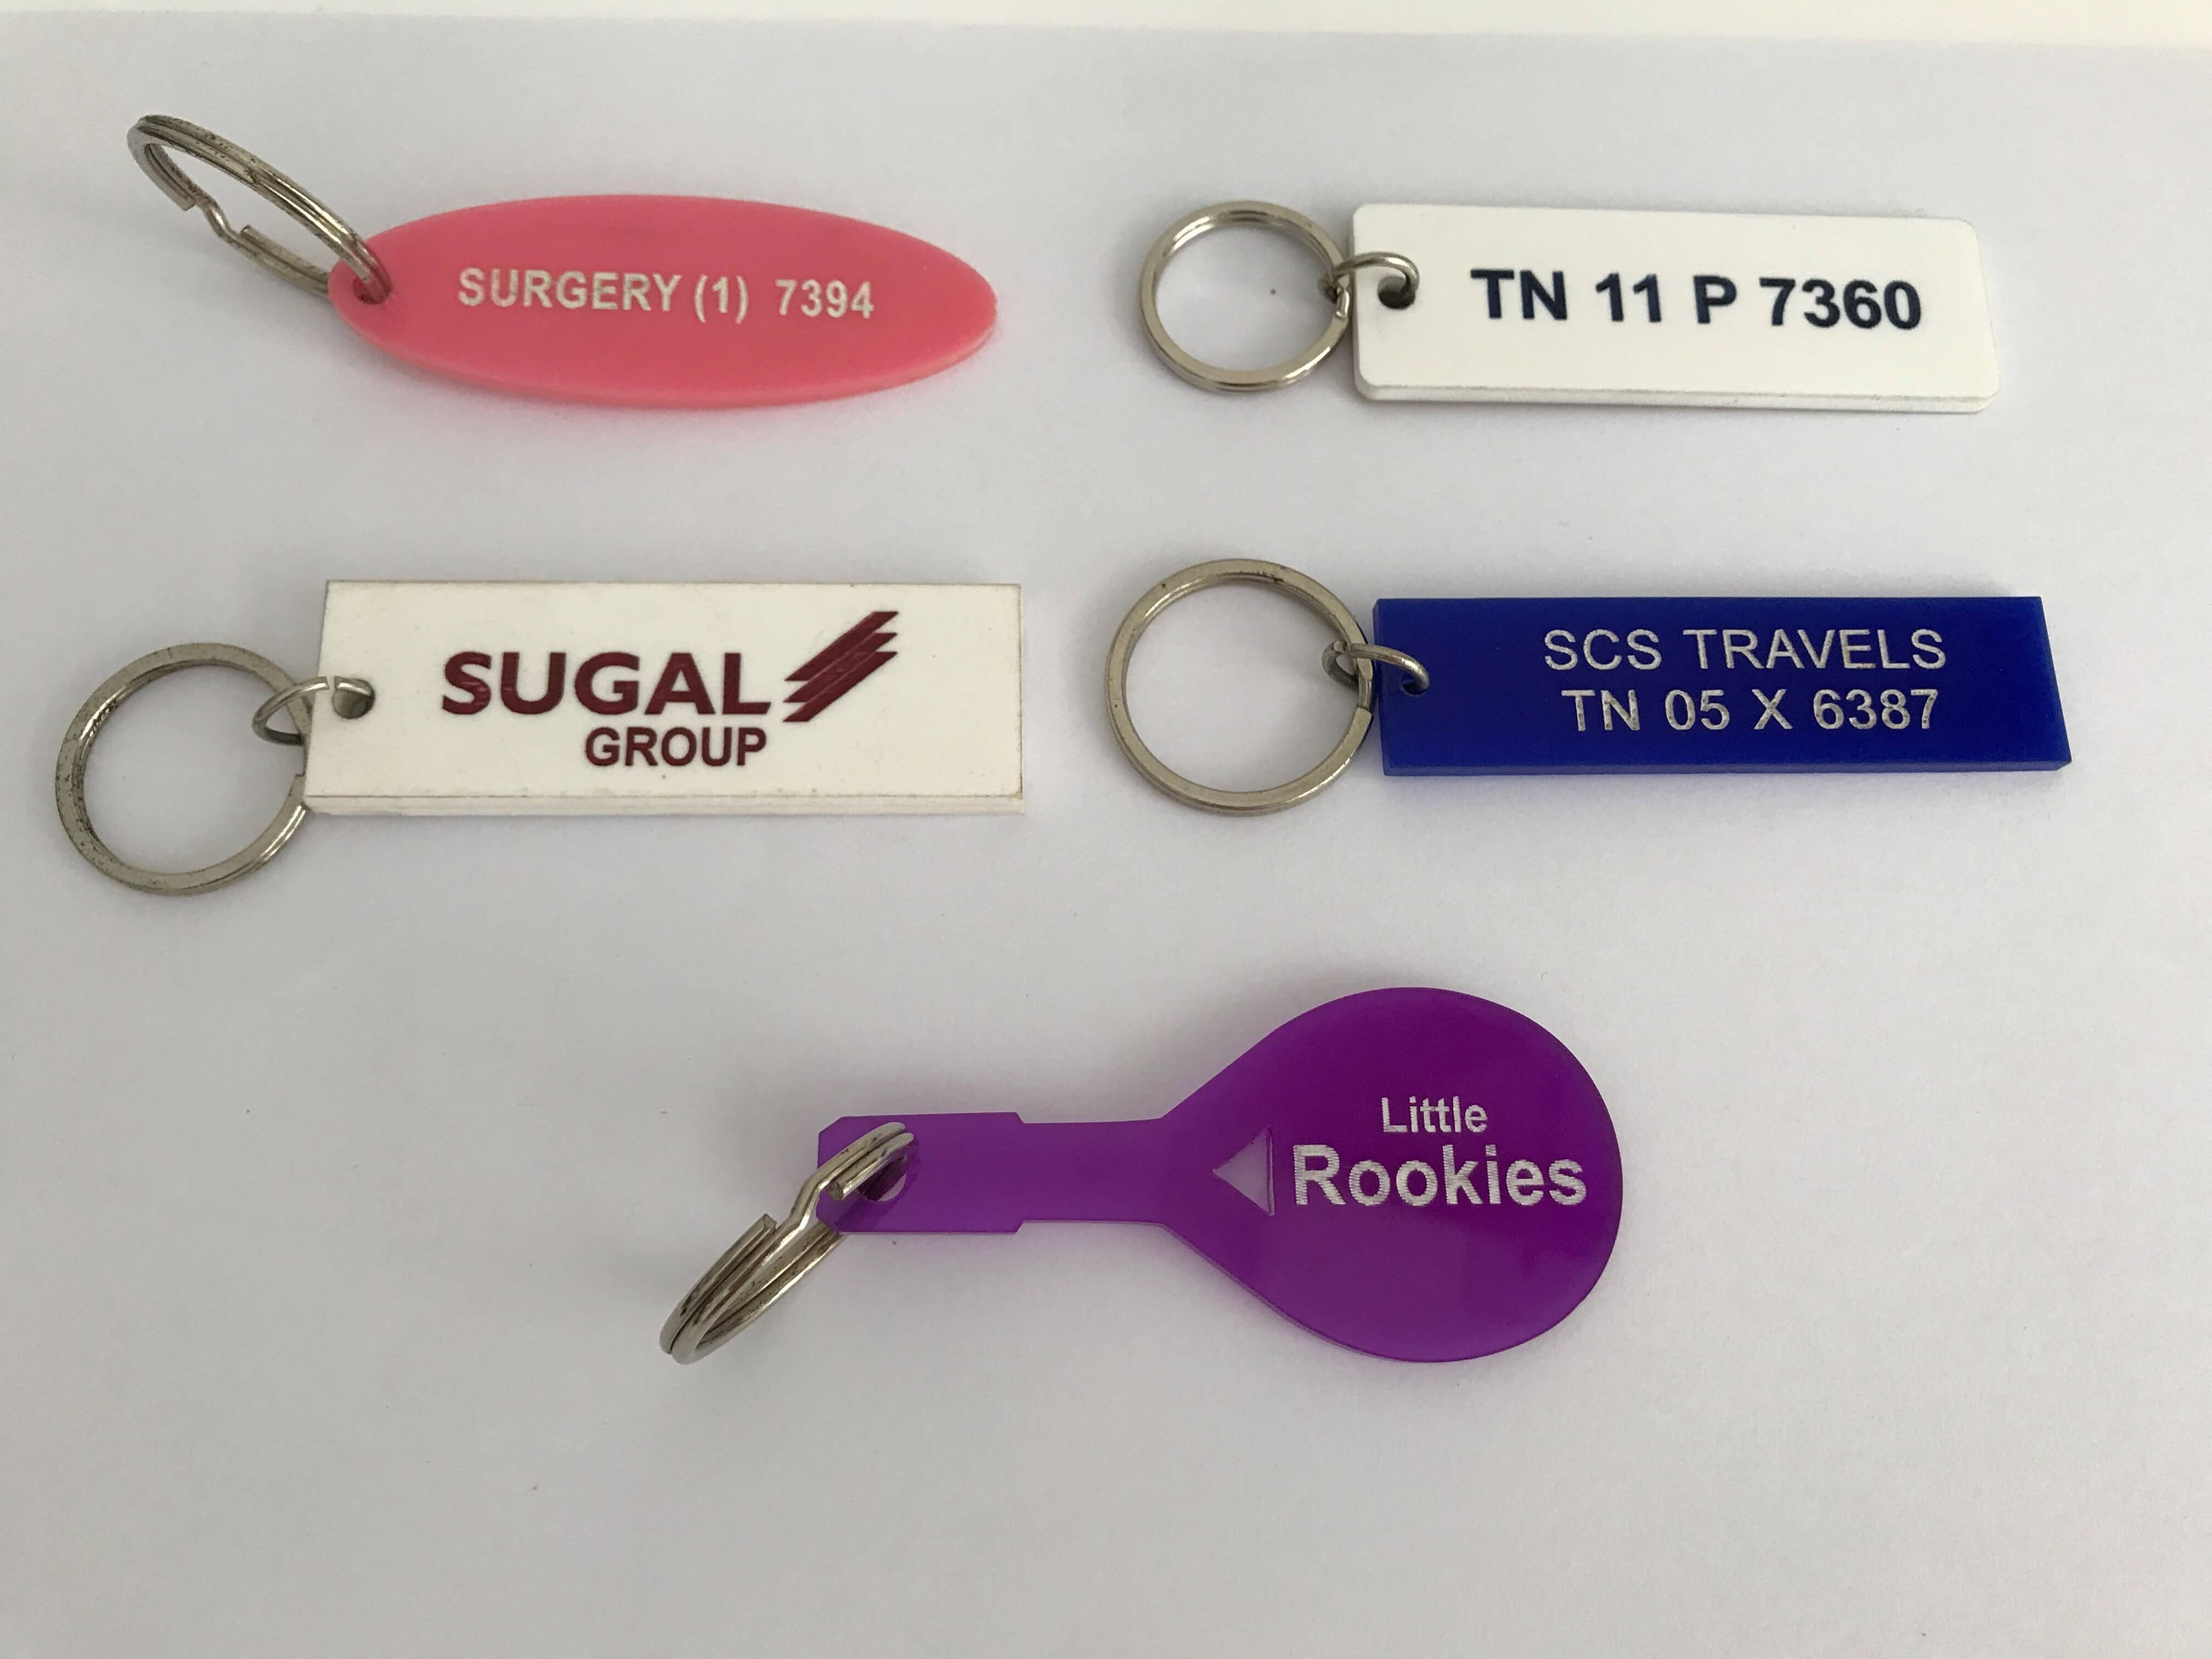 SURGERY (1) 7394
TN 11 P 7360
SUGAL
GROUP
SCS TRAVELS
TN 05 X 6387
Little
Rookies